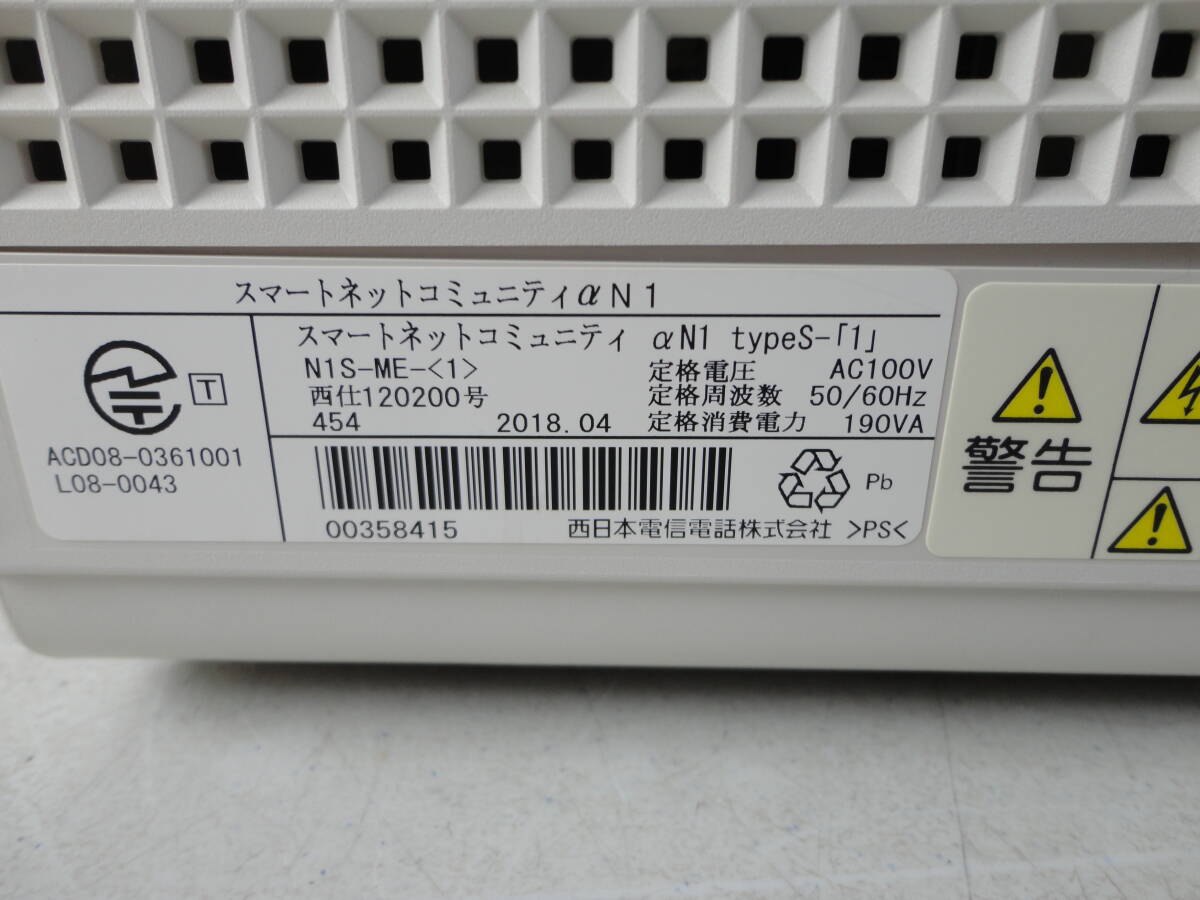 スマートネットコミュニティαN1
T
ACD08-0361001
L08-0043
スマートネットコミュニティ αN1 typeS-「1」
N1S-ME-<1> 定格電圧 AC100V
西仕120200号 定格周波数 50/60Hz
454 2018.04 定格消費電力 190VA
00358415
Pb
西日本電信電話株式会社 >PS<
警告